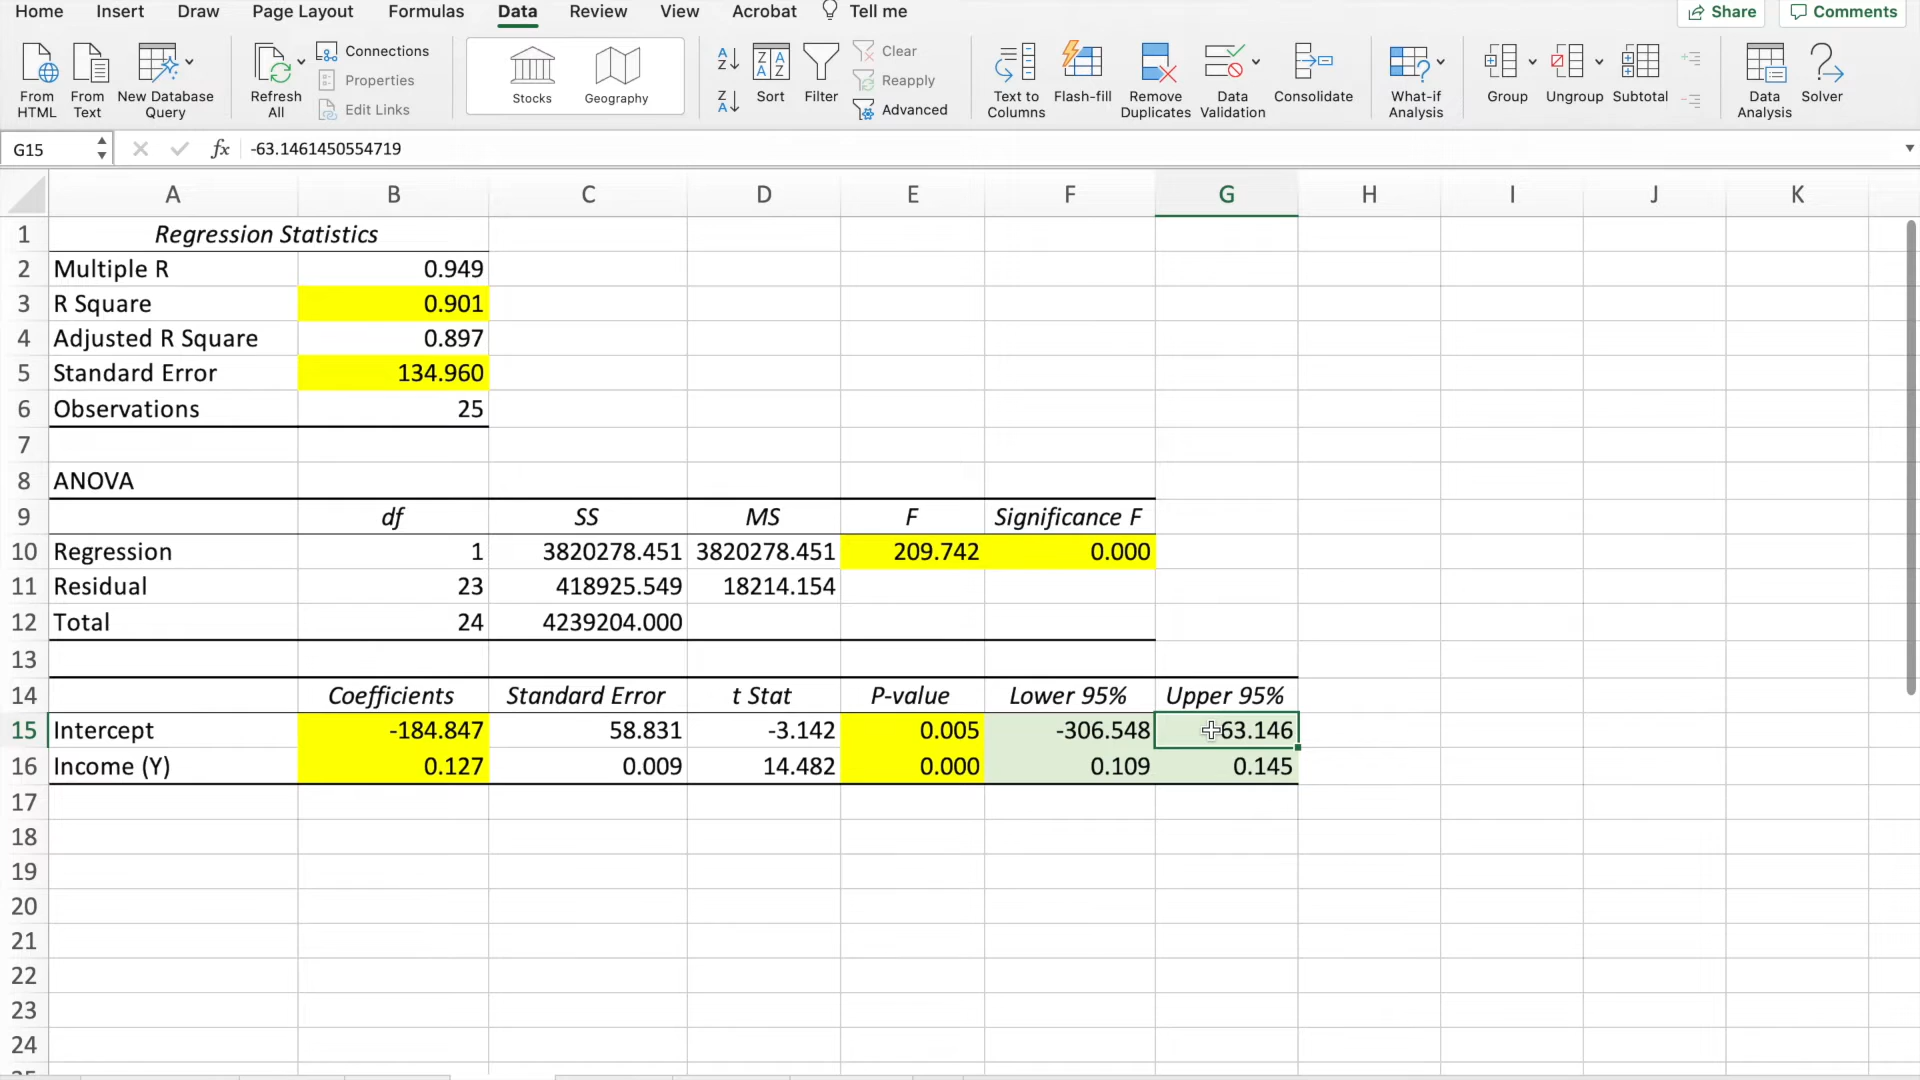 Home Insert Draw Page Layout Formulas Data Review View Acrobat Tell me Share Comments
From HTML From Text New Database Query Refresh All Connections Properties Edit Links Stocks Geography Sort Filter Clear Reapply Advanced Text to Columns Flash-fill Remove Duplicates Data Validation Consolidate What-if Analysis Group Ungroup Subtotal Data Analysis Solver
G15 fx -63.1461450554719
A B C D E F G H I J K
1 Regression Statistics
2 Multiple R 0.949
3 R Square 0.901
4 Adjusted R Square 0.897
5 Standard Error 134.960
6 Observations 25
7
8 ANOVA
9 df SS MS F Significance F
10 Regression 1 3820278.451 3820278.451 209.742 0.000
11 Residual 23 418925.549 18214.154
12 Total 24 4239204.000
13
14 Coefficients Standard Error t Stat P-value Lower 95% Upper 95%
15 Intercept -184.847 58.831 -3.142 0.005 -306.548 -63.146
16 Income (Y) 0.127 0.009 14.482 0.000 0.109 0.145
17
18
19
20
21
22
23
24